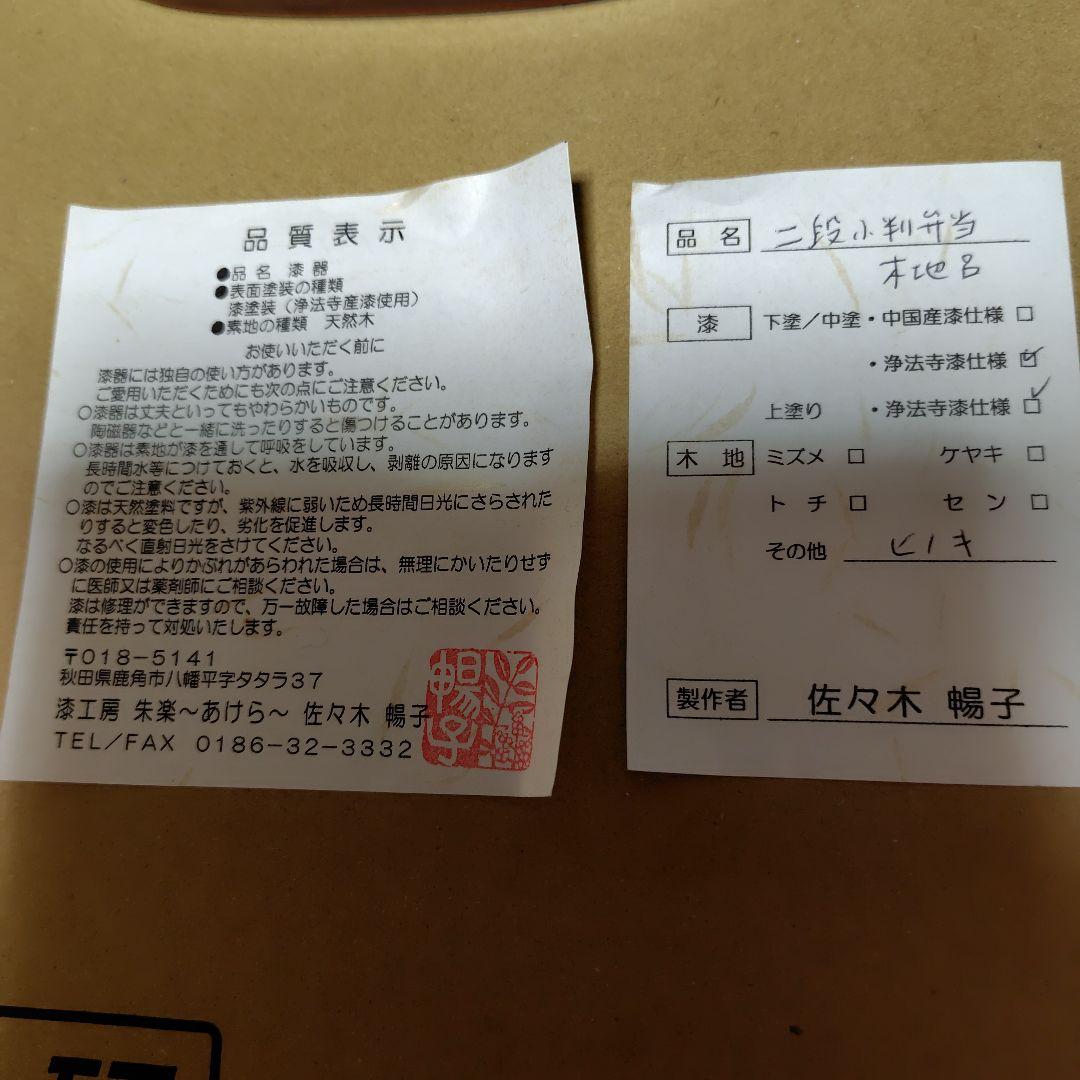 品質表示
●品名 漆器
●表面塗装の種類
漆塗装（浄法寺産漆使用）
●素地の種類 天然木
お使いいただく前に
漆器には独自の使い方があります。
ご愛用いただくためにも次の点にご注意ください。
○漆器は丈夫といってもやわらかいものです。
陶磁器などと一緒に洗ったりすると傷つけることがあります。
○漆器は素地が漆を通して呼吸をしています。
長時間水等につけておくと、水を吸収し、剥離の原因になります
のでご注意ください。
○漆は天然塗料ですが、紫外線に弱いため長時間日光にさらされた
りすると変色したり、劣化を促進します。
なるべく直射日光をさけてください。
○漆の使用によりかぶれがあらわれた場合は、無理にかいたりせず
に医師又は薬剤師にご相談ください。
漆は修理ができますので、万一故障した場合はご相談ください。
責任を持って対処いたします。
〒018-5141
秋田県鹿角市八幡平字タタラ37
漆工房 朱楽～あけら～ 佐々木 暢子
TEL/FAX 0186-32-3332
暢子
品名 二段小判弁当
木地呂
漆 下塗／中塗・中国産漆仕様 □
・浄法寺漆仕様 ☑
上塗り ・浄法寺漆仕様 ☑
木地 ミズメ □ ケヤキ □
トチ □ セン □
その他 ヒノキ
製作者 佐々木 暢子